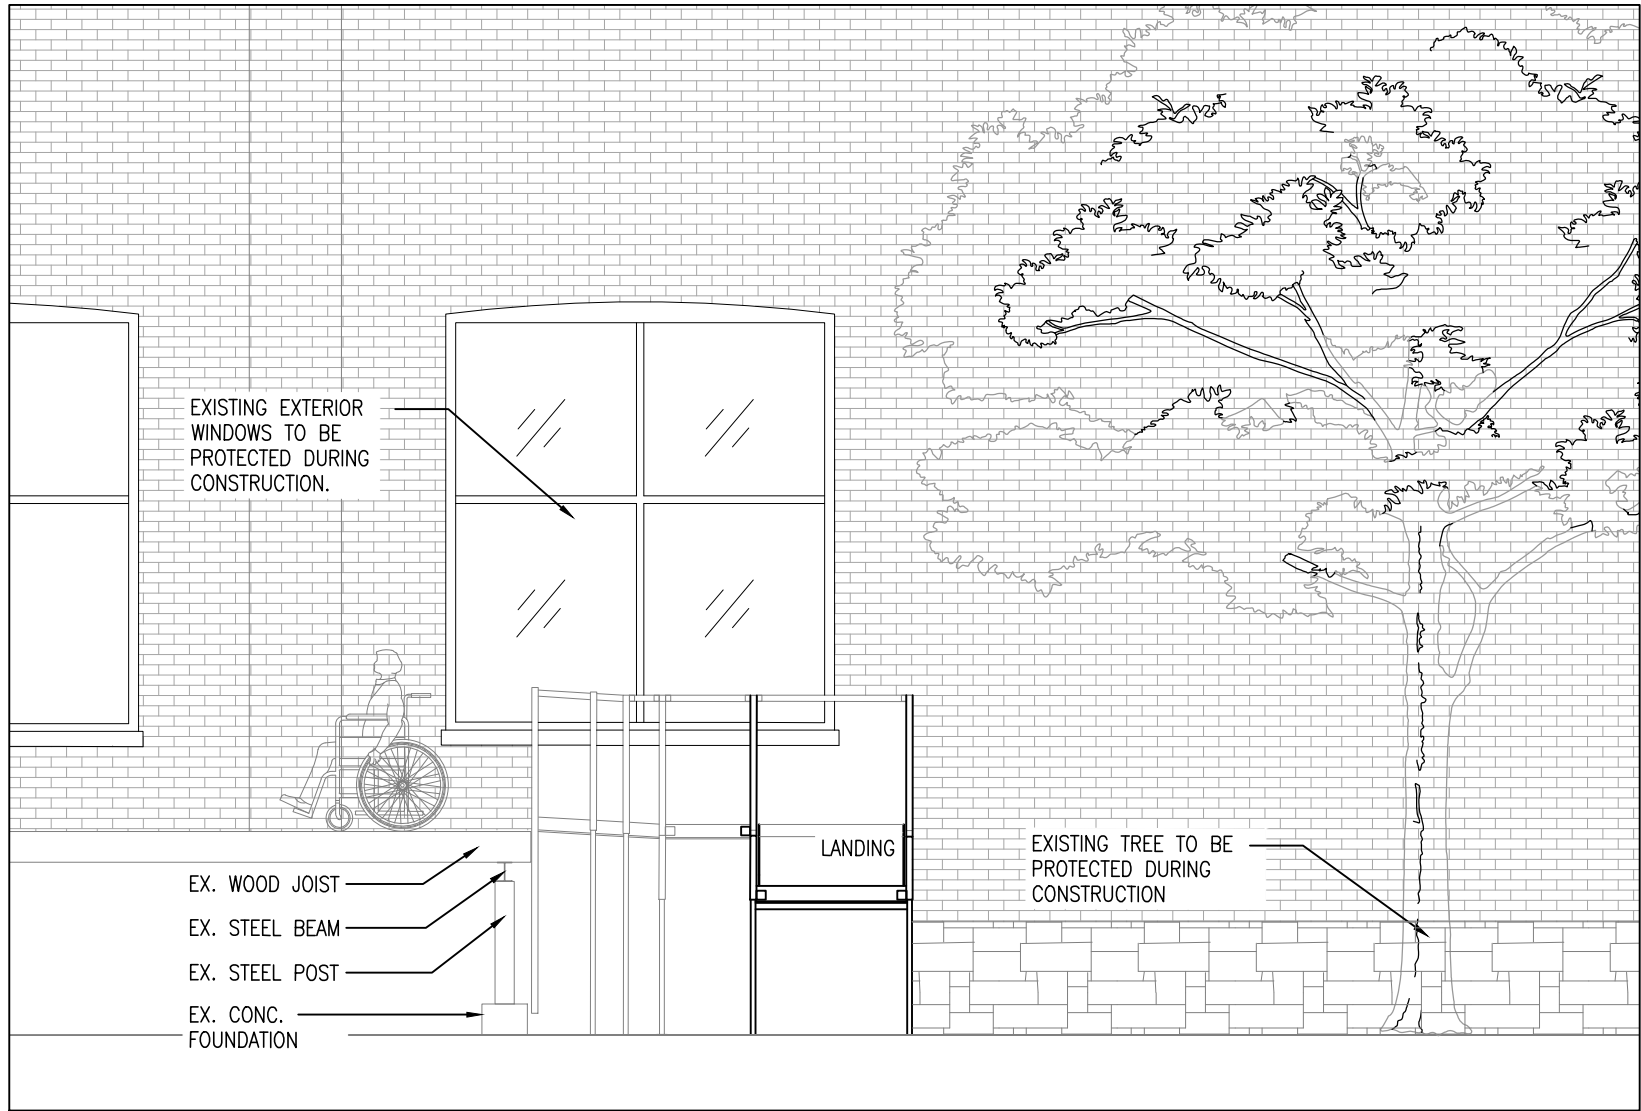 EXISTING EXTERIOR
WINDOWS TO BE
PROTECTED DURING
CONSTRUCTION.
LANDING
EXISTING TREE TO BE
PROTECTED DURING
CONSTRUCTION
EX. WOOD JOIST
EX. STEEL BEAM
EX. STEEL POST
EX. CONC.
FOUNDATION